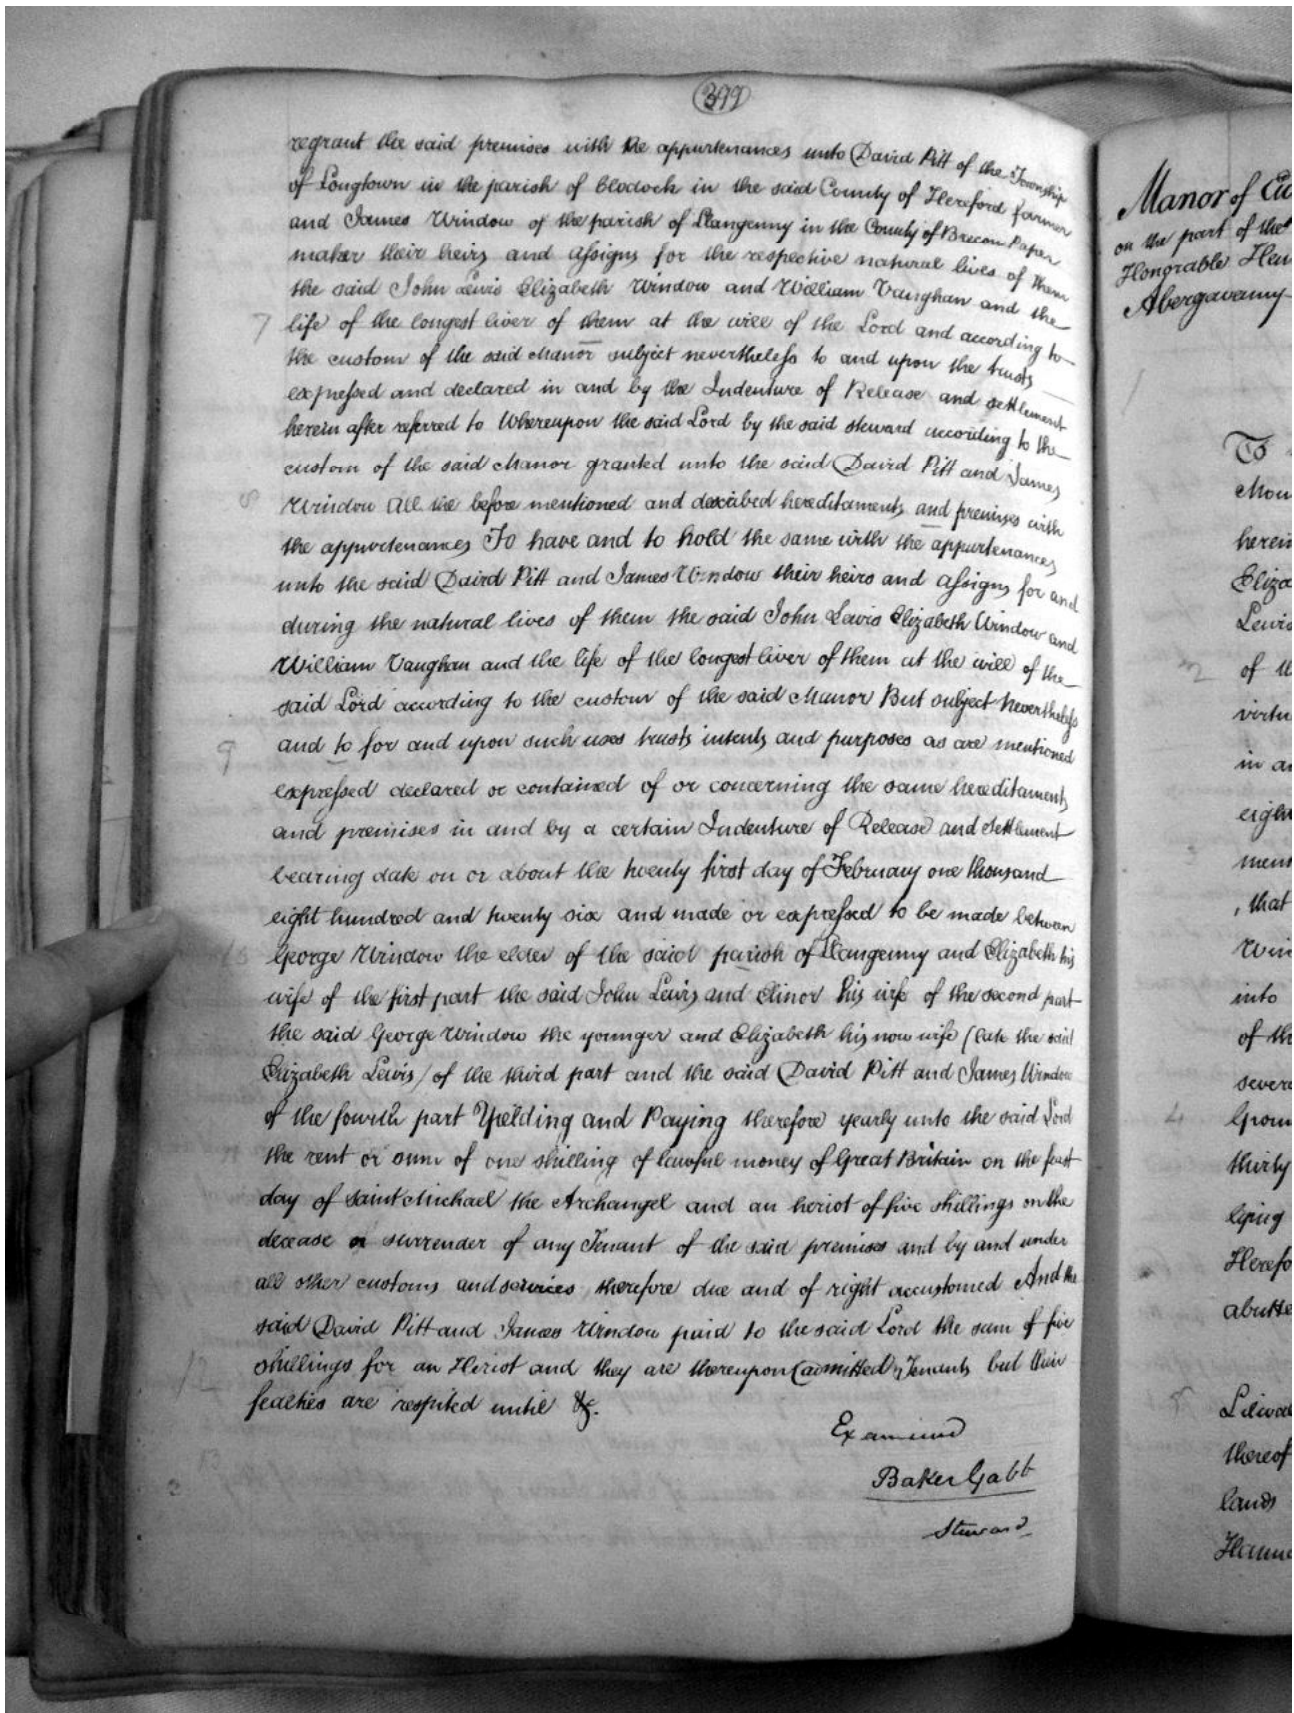 399
regrant the said premises with the appurtenances unto David Pitt of the Township
of Longtown in the parish of Clodock in the said County of Hereford farmer
and James Window of the parish of Llangenny in the County of Brecon Paper
maker their heirs and assigns for the respective natural lives of them
the said John Lewis Elizabeth Window and William Vaughan and the
7 life of the longest liver of them at the will of the Lord and according to
the custom of the said Manor subject nevertheless to and upon the trusts
expressed and declared in and by the Indenture of Release and settlement
herein after referred to Whereupon the said Lord by the said steward according to the
custom of the said Manor granted unto the said David Pitt and James
8 Window All the before mentioned and described hereditaments and premises with
the appurtenances To have and to hold the same with the appurtenances
unto the said David Pitt and James Window their heirs and assigns for and
during the natural lives of them the said John Lewis Elizabeth Window and
William Vaughan and the life of the longest liver of them at the will of the
said Lord according to the custom of the said Manor But subject Nevertheless
9 and to for and upon such uses trusts intents and purposes as are mentioned
expressed declared or contained of or concerning the same hereditaments
and premises in and by a certain Indenture of Release and settlement
bearing date on or about the twenty first day of February one thousand
eight hundred and twenty six and made or expressed to be made between
George Window the elder of the said parish of Llangenny and Elizabeth his
wife of the first part the said John Lewis and Elinor his wife of the second part
the said George Window the younger and Elizabeth his now wife (late the said
Elizabeth Lewis) of the third part and the said David Pitt and James Window
of the fourth part Yielding and Paying therefore yearly unto the said Lord
the rent or sum of one shilling of lawful money of Great Britain on the feast
day of Saint Michael the Archangel and an heriot of five shillings on the
decease or surrender of any Tenant of the said premises and by and under
all other customs and services therefore due and of right accustomed And the
said David Pitt and James Window paid to the said Lord the sum of five
12 shillings for an Heriot and they are thereupon admitted Tenants but their
fealties are respited until &c.
13
Examined
Baker Gabb
Steward
Manor of
on the part of the
Honorable
Abergavenny
To
herein
Eliza
Lewis
2 of
in
that
into
of the
4
thirty
Herefo
thereof
lands